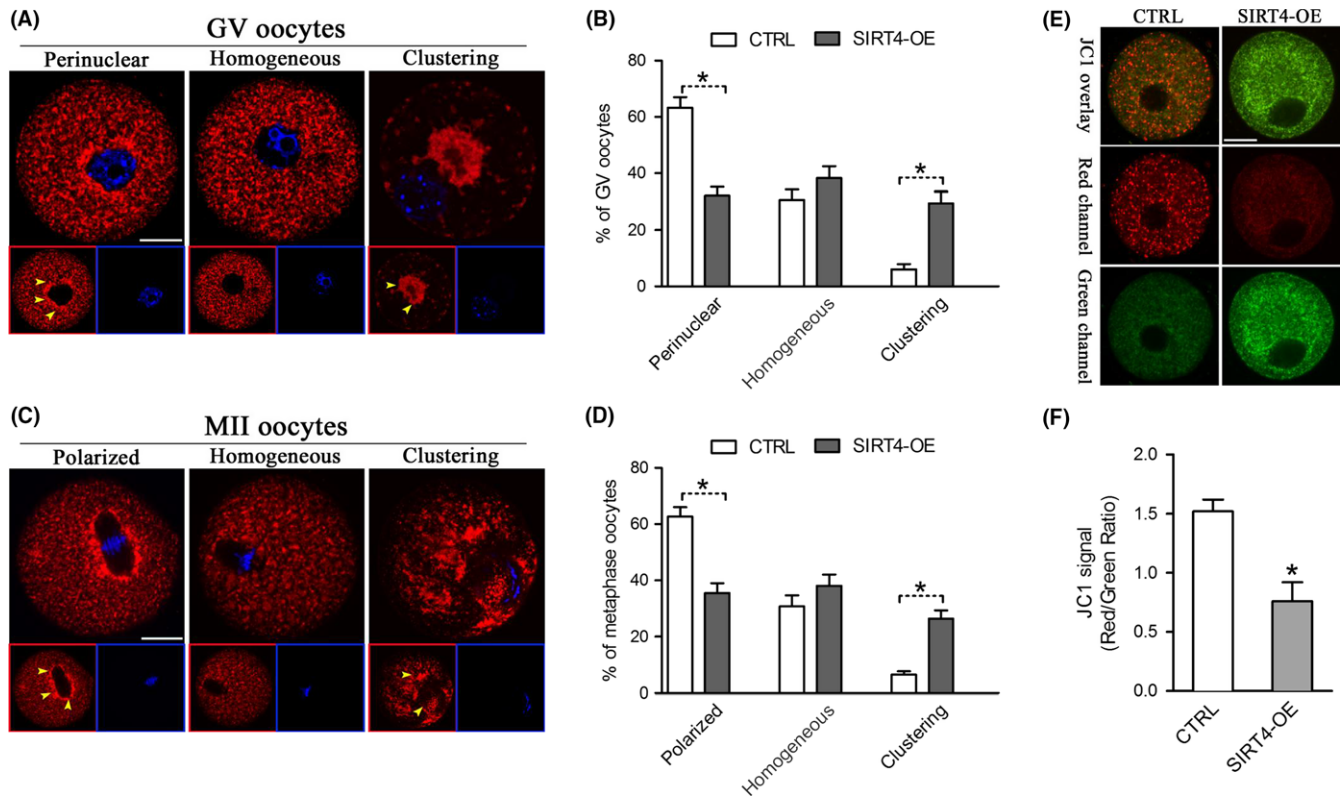 (A)
GV oocytes
Perinuclear Homogeneous Clustering
(B)
CTRL SIRT4-OE
% of GV oocytes
80
60
40
20
0
*
*
Perinuclear
Homogeneous
Clustering
(C)
MII oocytes
Polarized Homogeneous Clustering
(D)
CTRL SIRT4-OE
% of metaphase oocytes
80
60
40
20
0
*
*
Polarized
Homogeneous
Clustering
(E)
CTRL SIRT4-OE
JC1 overlay
Red channel
Green channel
(F)
JC1 signal
(Red/Green Ratio)
2.0
1.5
1.0
0.5
0.0
*
CTRL
SIRT4-OE